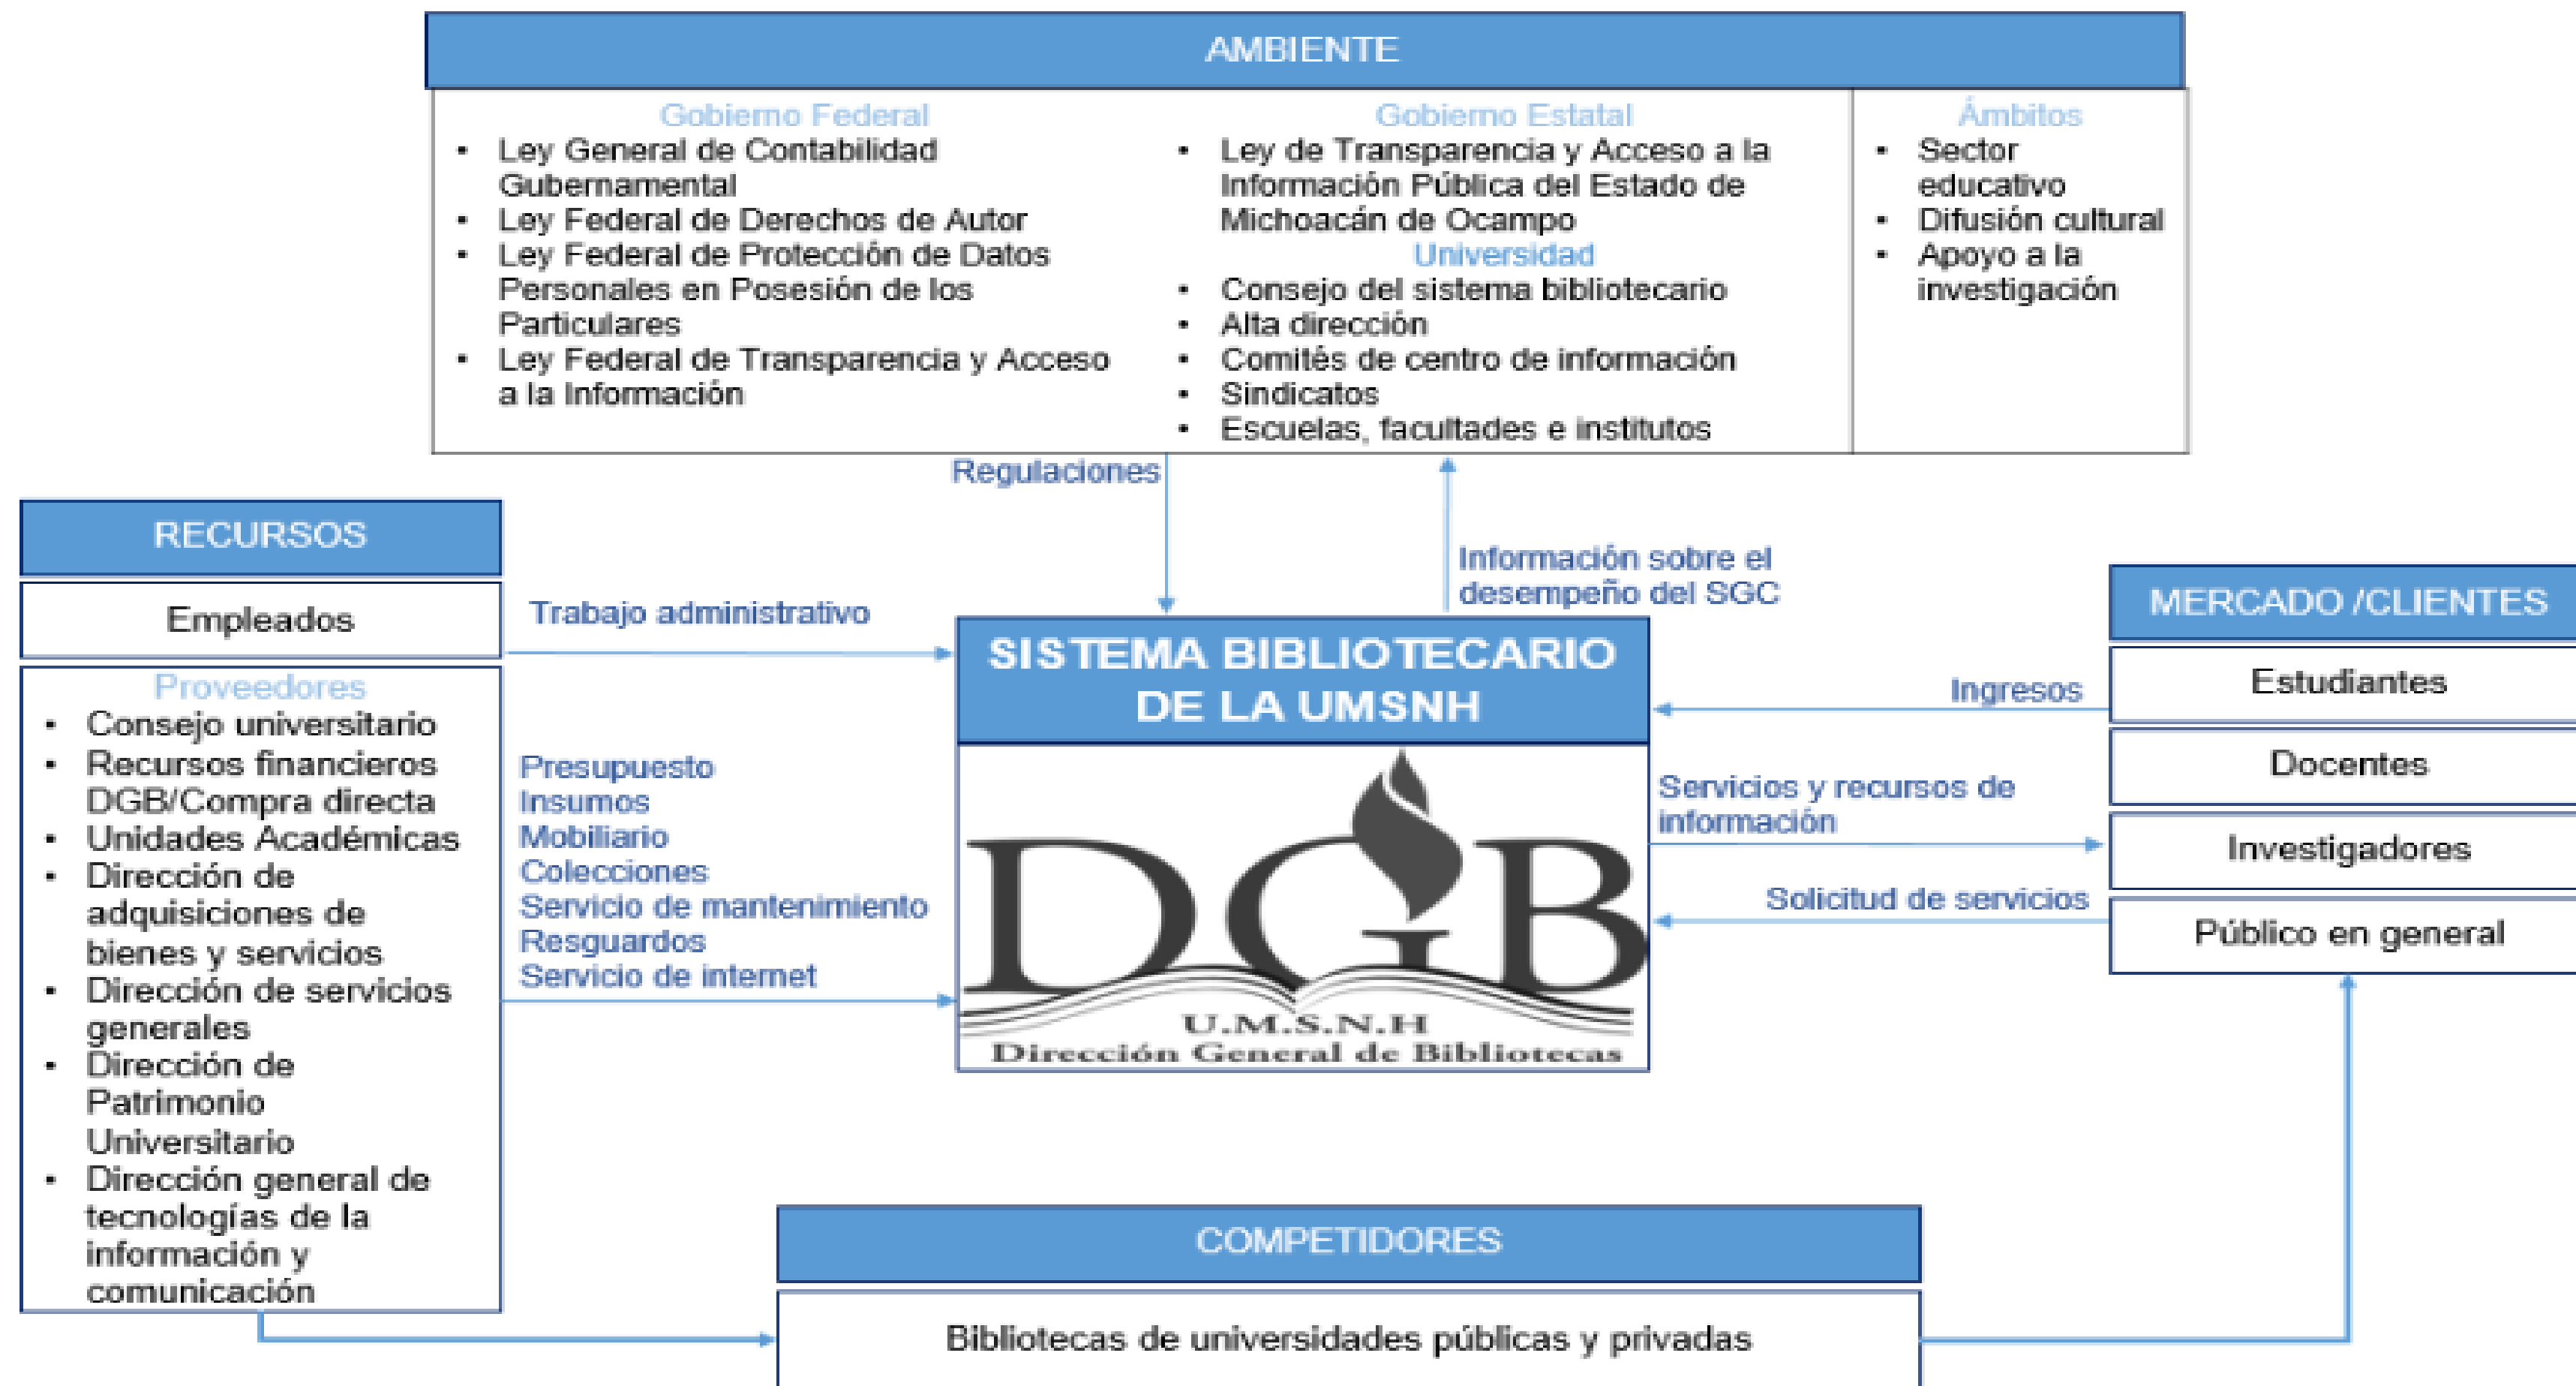 AMBIENTE
Gobierno Federal
• Ley General de Contabilidad
Gubernamental
• Ley Federal de Derechos de Autor
• Ley Federal de Protección de Datos
Personales en Posesión de los
Particulares
• Ley Federal de Transparencia y Acceso
a la Información
Gobierno Estatal
• Ley de Transparencia y Acceso a la
Información Pública del Estado de
Michoacán de Ocampo
Universidad
• Consejo del sistema bibliotecario
• Alta dirección
• Comités de centro de información
• Sindicatos
• Escuelas, facultades e institutos
Ámbitos
• Sector
educativo
• Difusión cultural
• Apoyo a la
investigación
Regulaciones
Información sobre el
desempeño del SGC
RECURSOS
Empleados
Proveedores
• Consejo universitario
• Recursos financieros
DGB/Compra directa
• Unidades Académicas
• Dirección de
adquisiciones de
bienes y servicios
• Dirección de servicios
generales
• Dirección de
Patrimonio
Universitario
• Dirección general de
tecnologías de la
información y
comunicación
Trabajo administrativo
Presupuesto
Insumos
Mobiliario
Colecciones
Servicio de mantenimiento
Resguardos
Servicio de internet
SISTEMA BIBLIOTECARIO
DE LA UMSNH
DGB
U.M.S.N.H
Dirección General de Bibliotecas
Ingresos
Servicios y recursos de
información
Solicitud de servicios
MERCADO /CLIENTES
Estudiantes
Docentes
Investigadores
Público en general
COMPETIDORES
Bibliotecas de universidades públicas y privadas